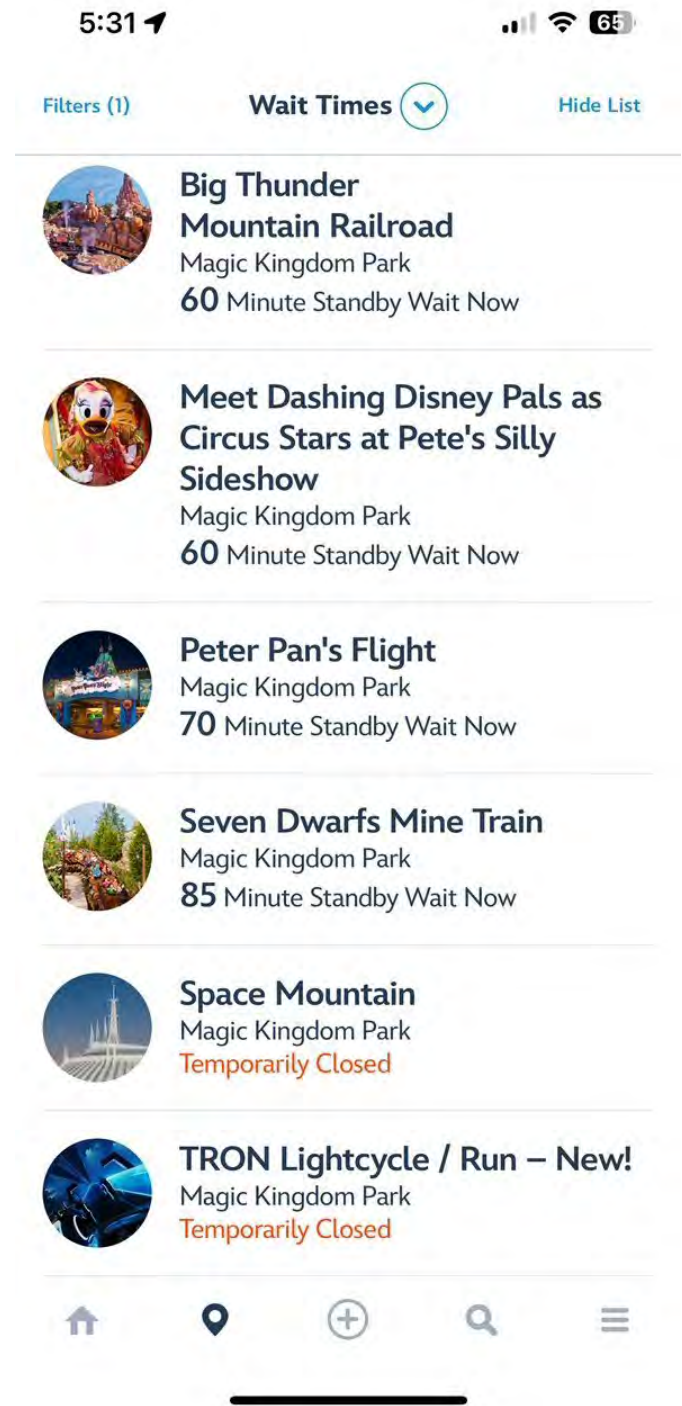 5:31
65
Filters (1) Wait Times Hide List
Big Thunder
Mountain Railroad
Magic Kingdom Park
60 Minute Standby Wait Now
Meet Dashing Disney Pals as
Circus Stars at Pete's Silly
Sideshow
Magic Kingdom Park
60 Minute Standby Wait Now
Peter Pan's Flight
Magic Kingdom Park
70 Minute Standby Wait Now
Seven Dwarfs Mine Train
Magic Kingdom Park
85 Minute Standby Wait Now
Space Mountain
Magic Kingdom Park
Temporarily Closed
TRON Lightcycle / Run – New!
Magic Kingdom Park
Temporarily Closed